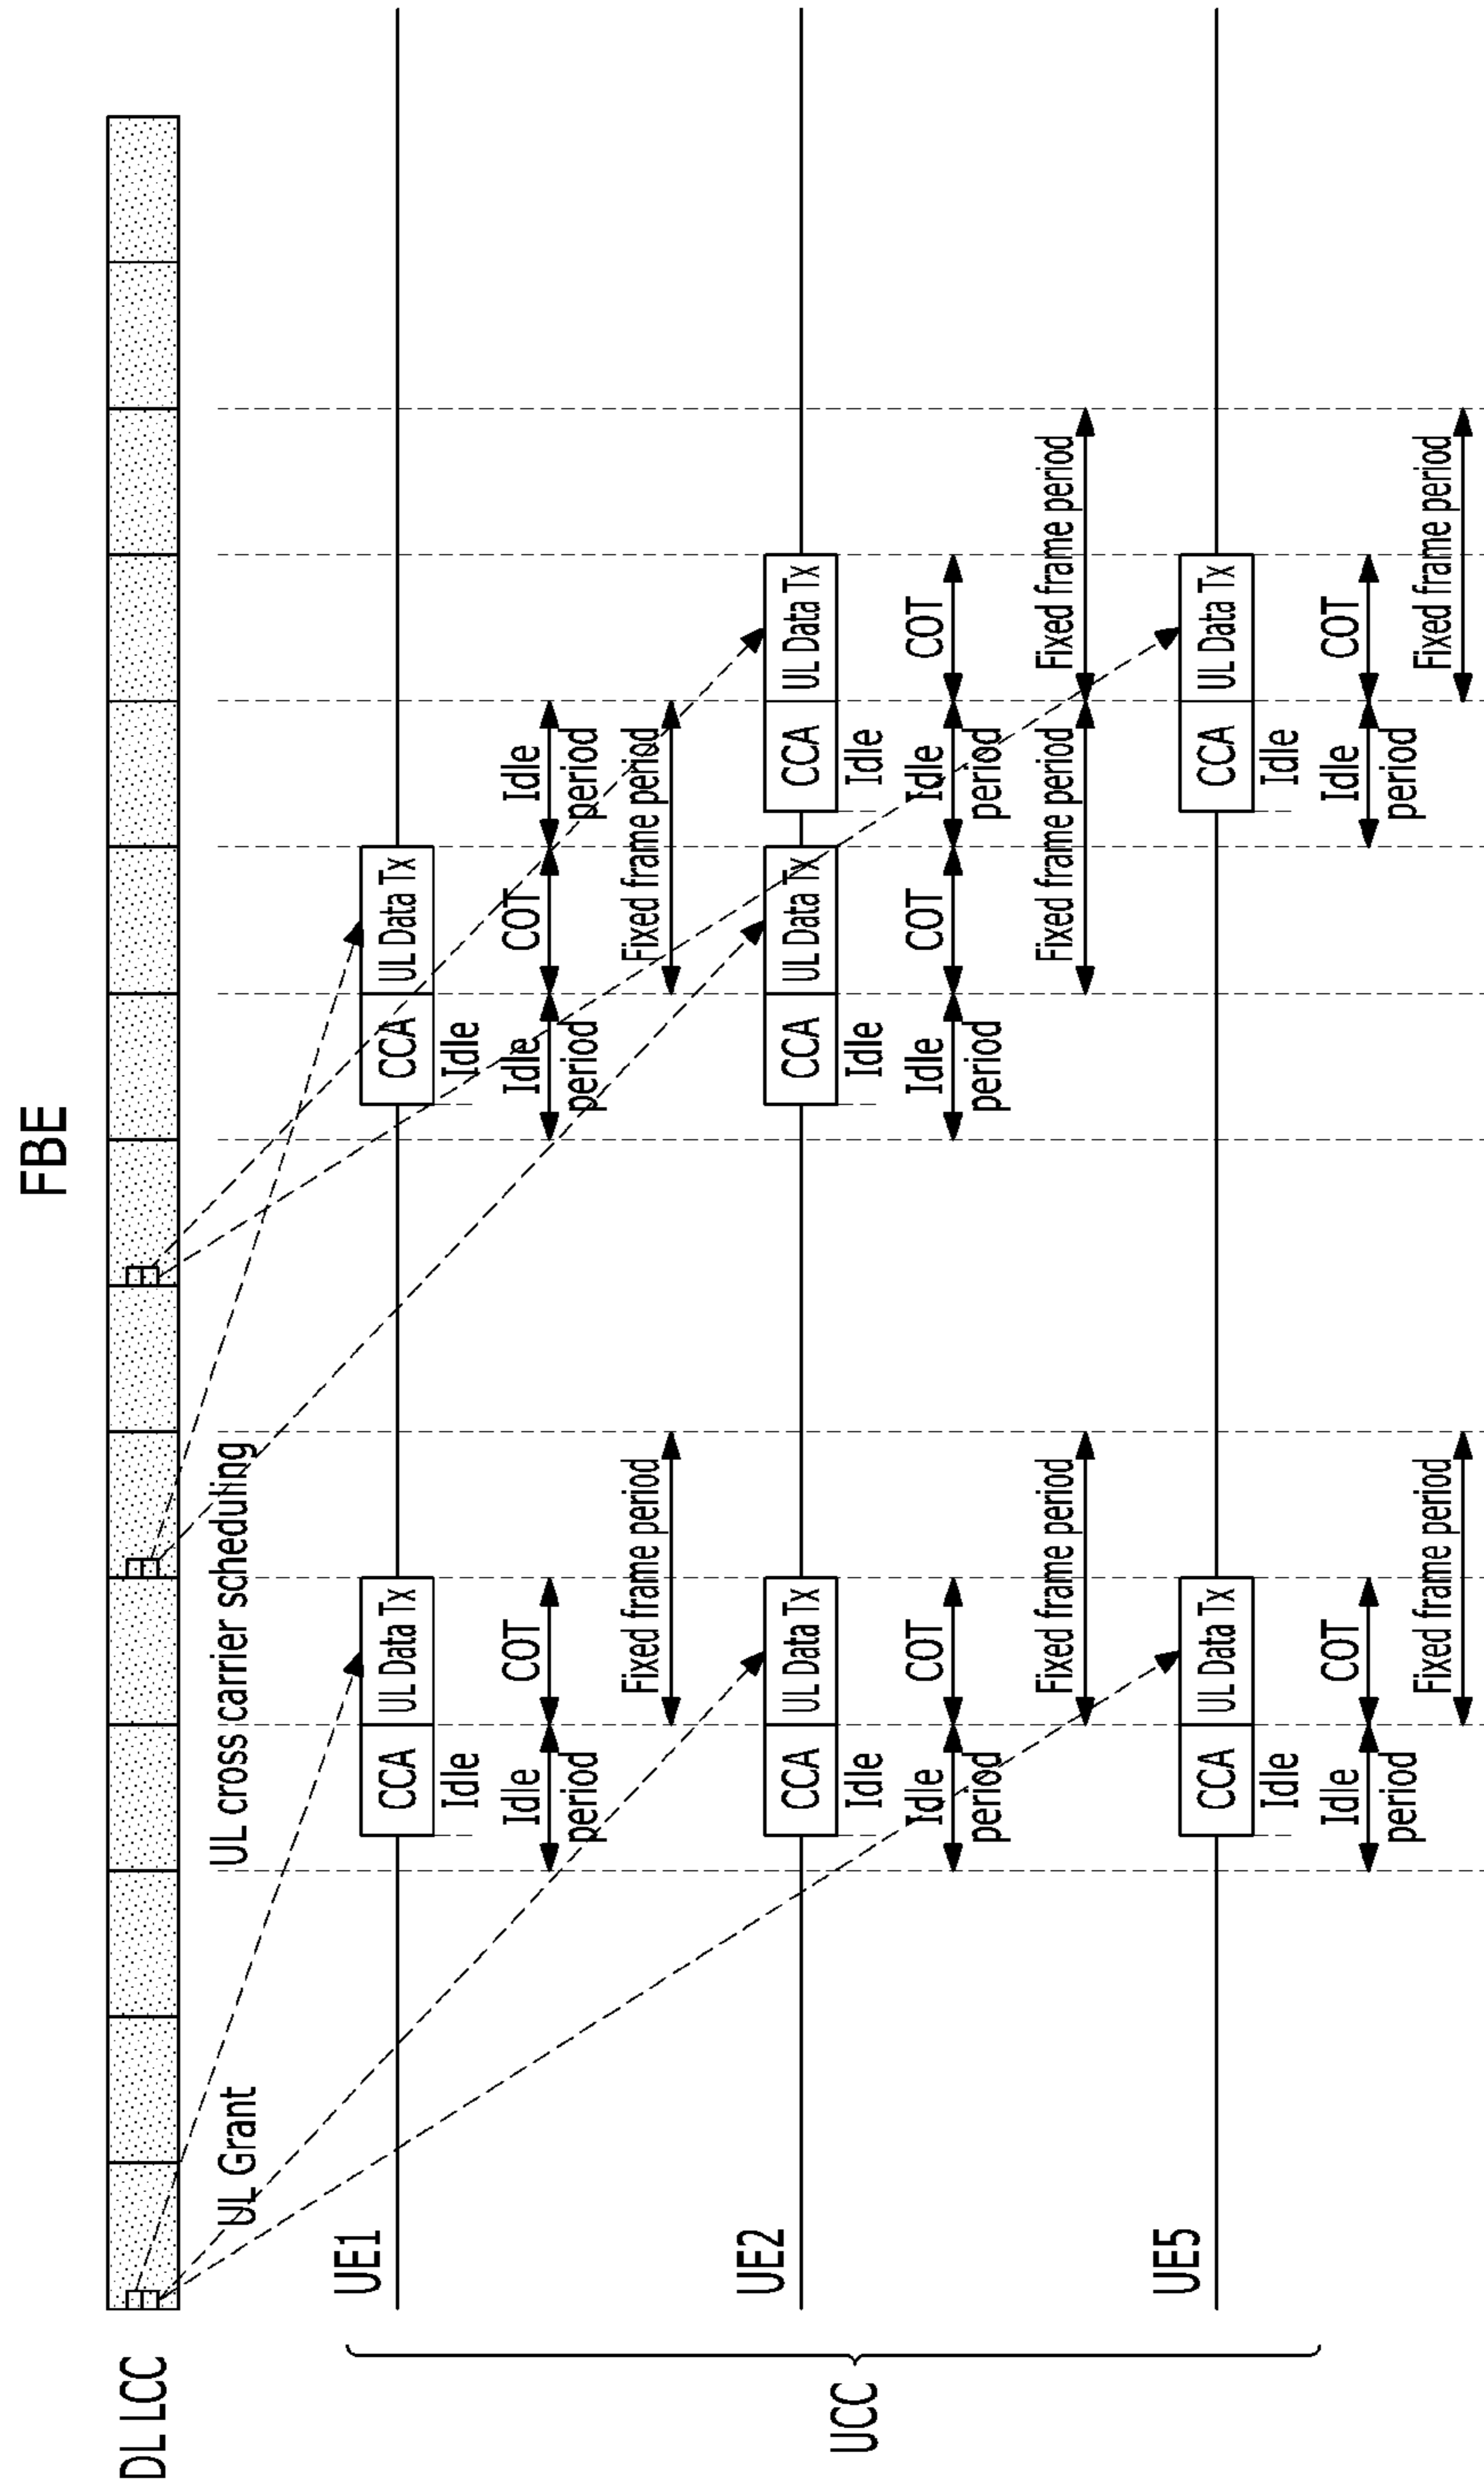 FBE
DL LCC
UL Grant
UL cross carrier scheduling
UCC
UE1
CCA
UL Data Tx
CCA
UL Data Tx
Idle
Idle
Idle
period
COT
Idle
period
COT
Idle
period
Fixed frame period
Fixed frame period
UE2
CCA
UL Data Tx
CCA
UL Data Tx
CCA
UL Data Tx
Idle
Idle
Idle
Idle
period
COT
Idle
period
COT
Idle
period
COT
Fixed frame period
Fixed frame period
Fixed frame period
UE5
CCA
UL Data Tx
CCA
UL Data Tx
Idle
Idle
Idle
period
COT
Idle
period
COT
Fixed frame period
Fixed frame period